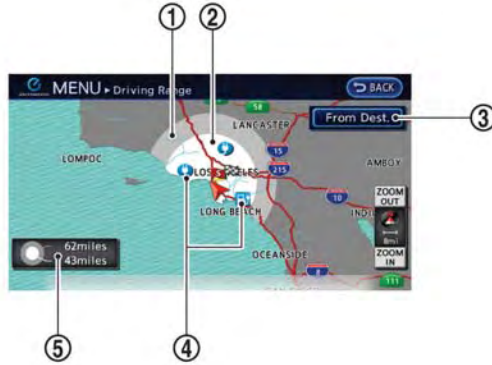 ① ②
MENU ▸ Driving Range
BACK
58
LANCASTER
From Dest.
③
15
LOMPOC
LOS ANGELES
215
AMBOY
ZOOM OUT
10
LONG BEACH
8mi
62miles
43miles
OCEANSIDE
ZOOM IN
8
111
⑤ ④